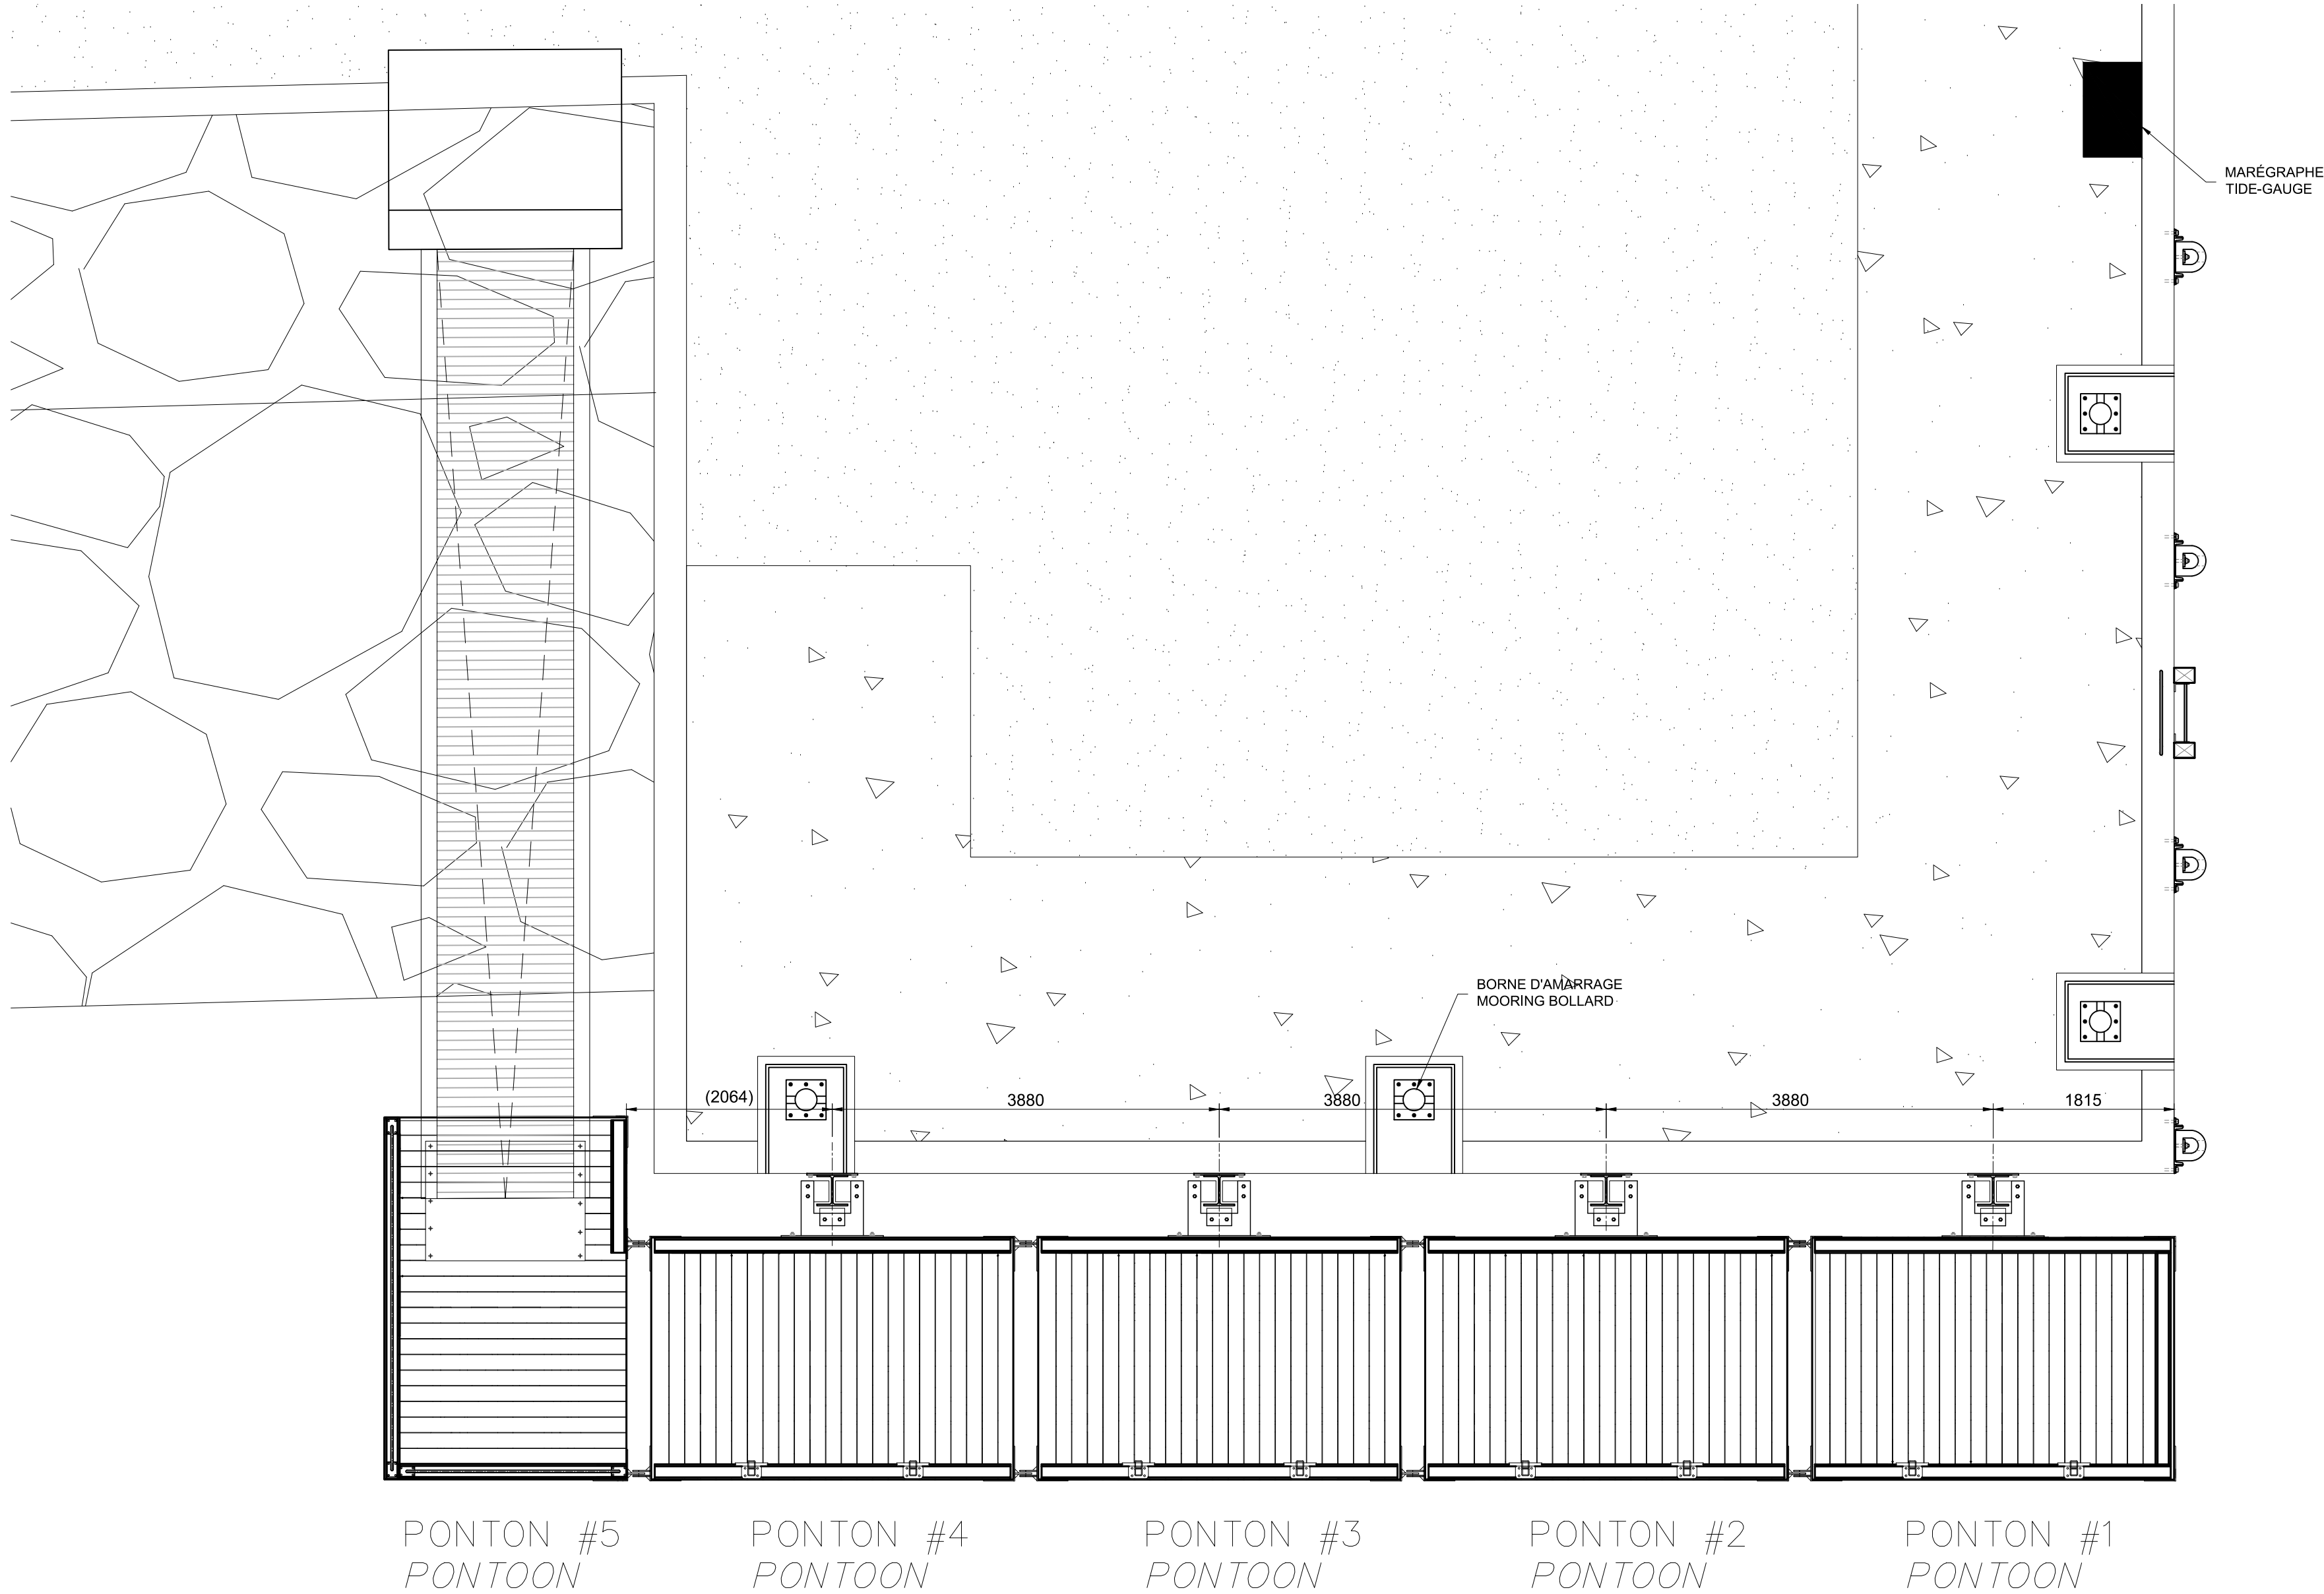 MARÉGRAPHE
TIDE-GAUGE
BORNE D'AMARRAGE
MOORING BOLLARD
(2064)
3880
3880
3880
1815
PONTON #5
PONTOON
PONTON #4
PONTOON
PONTON #3
PONTOON
PONTON #2
PONTOON
PONTON #1
PONTOON